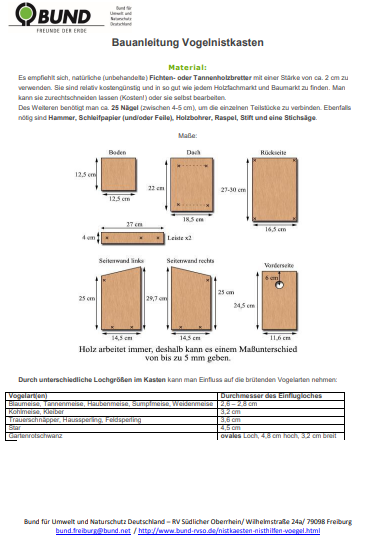 BUND
FREUNDE DER ERDE
Bund für
Umwelt und
Naturschutz
Deutschland
Bauanleitung Vogelnistkasten
Material:
Es empfiehlt sich, natürliche (unbehandelte) Fichten- oder Tannenholzbretter mit einer Stärke von ca. 2 cm zu
verwenden. Sie sind relativ kostengünstig und in so gut wie jedem Holzfachmarkt und Baumarkt zu finden. Man
kann sie zurechtschneiden lassen (Kosten!) oder sie selbst bearbeiten.
Des Weiteren benötigt man ca. 25 Nägel (zwischen 4-5 cm), um die einzelnen Teilstücke zu verbinden. Ebenfalls
nötig sind Hammer, Schleifpapier (und/oder Feile), Holzbohrer, Raspel, Stift und eine Stichsäge.
Maße:
Boden
Dach
Rückseite
12,5 cm
12,5 cm
22 cm
18,5 cm
27-30 cm
16,5 cm
27 cm
4 cm
Leiste x2
Seitenwand links
Seitenwand rechts
Vorderseite
25 cm
29,7 cm
25 cm
6 cm
24,5 cm
14,5 cm
14,5 cm
11,6 cm
Holz arbeitet immer, deshalb kann es einem Maßunterschied
von bis zu 5 mm geben.
Durch unterschiedliche Lochgrößen im Kasten kann man Einfluss auf die brütenden Vogelarten nehmen:
Vogelart(en) Durchmesser des Einfluglochs
Blaumeise, Tannenmeise, Haubenmeise, Sumpfmeise, Weidenmeise 2,6 – 2,8 cm
Kohlmeise, Kleiber 3,2 cm
Trauerschnäpper, Haussperling, Feldsperling 3,6 cm
Star 4,5 cm
Gartenrotschwanz ovales Loch, 4,8 cm hoch, 3,2 cm breit
Bund für Umwelt und Naturschutz Deutschland – RV Südlicher Oberrhein/ Wilhelmstraße 24a/ 79098 Freiburg
bund.freiburg@bund.net / http://www.bund-rvso.de/nistkaesten-nisthilfen-voegel.html